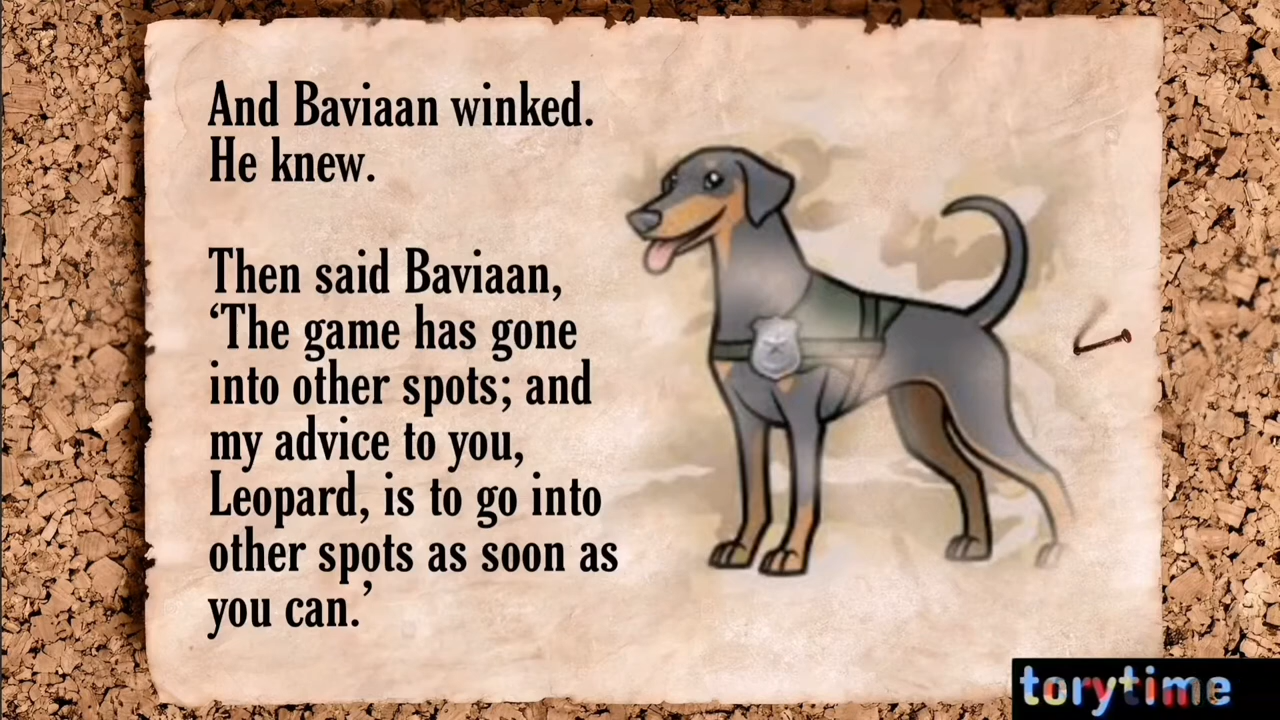 And Baviaan winked.
He knew.
Then said Baviaan,
‘The game has gone
into other spots; and
my advice to you,
Leopard, is to go into
other spots as soon as
you can.’
torytime